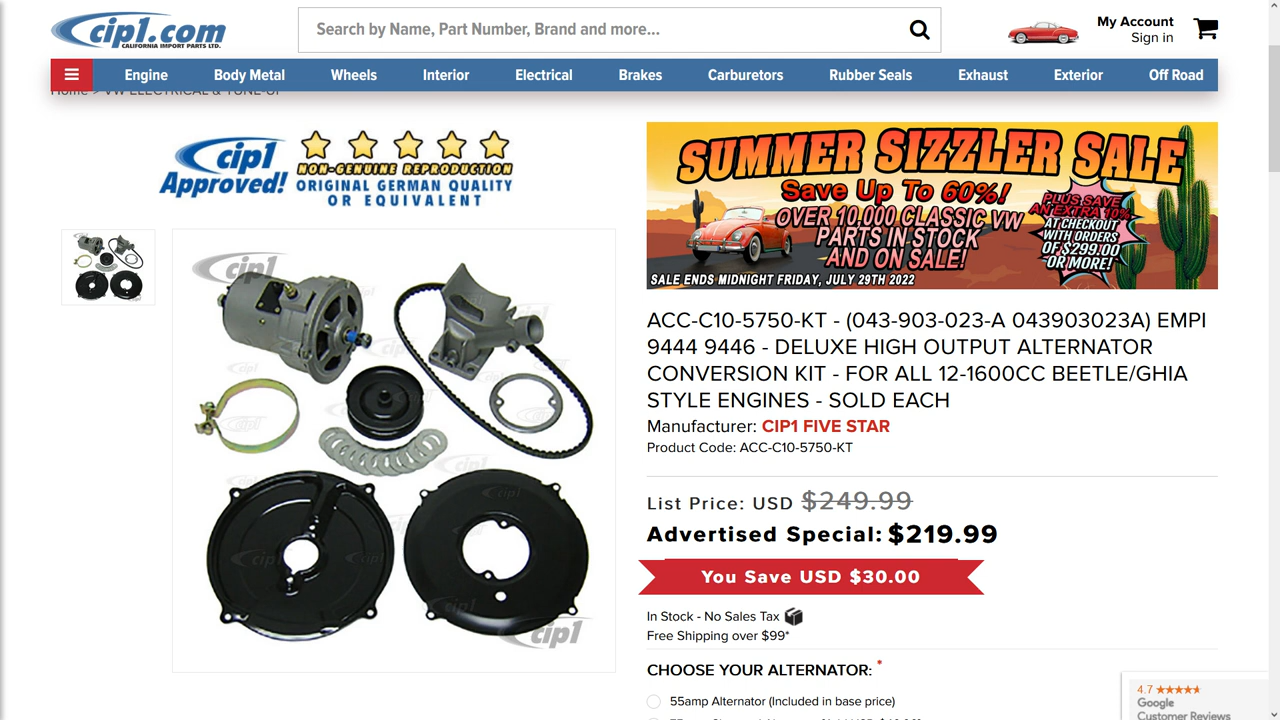 cip1.com
CALIFORNIA IMPORT PARTS LTD.
Search by Name, Part Number, Brand and more...
My Account
Sign in
Engine
Body Metal
Wheels
Interior
Electrical
Brakes
Carburetors
Rubber Seals
Exhaust
Exterior
Off Road
Home > VW ELECTRICAL & TUNE-UP
cip1
Approved!
NON-GENUINE REPRODUCTION
ORIGINAL GERMAN QUALITY
OR EQUIVALENT
SUMMER SIZZLER SALE
Save Up To 60%!
OVER 10,000 CLASSIC VW
PARTS IN STOCK
AND ON SALE!
PLUS SAVE
AN EXTRA 10%
AT CHECKOUT
WITH ORDERS
OF $299.00
OR MORE!
SALE ENDS MIDNIGHT FRIDAY, JULY 29TH 2022
cip1
cip1
ACC-C10-5750-KT - (043-903-023-A 043903023A) EMPI
9444 9446 - DELUXE HIGH OUTPUT ALTERNATOR
CONVERSION KIT - FOR ALL 12-1600CC BEETLE/GHIA
STYLE ENGINES - SOLD EACH
Manufacturer: CIP1 FIVE STAR
Product Code: ACC-C10-5750-KT
List Price: USD $249.99
Advertised Special: $219.99
You Save USD $30.00
In Stock - No Sales Tax
Free Shipping over $99*
CHOOSE YOUR ALTERNATOR: *
55amp Alternator (Included in base price)
4.7
Google
Customer Reviews